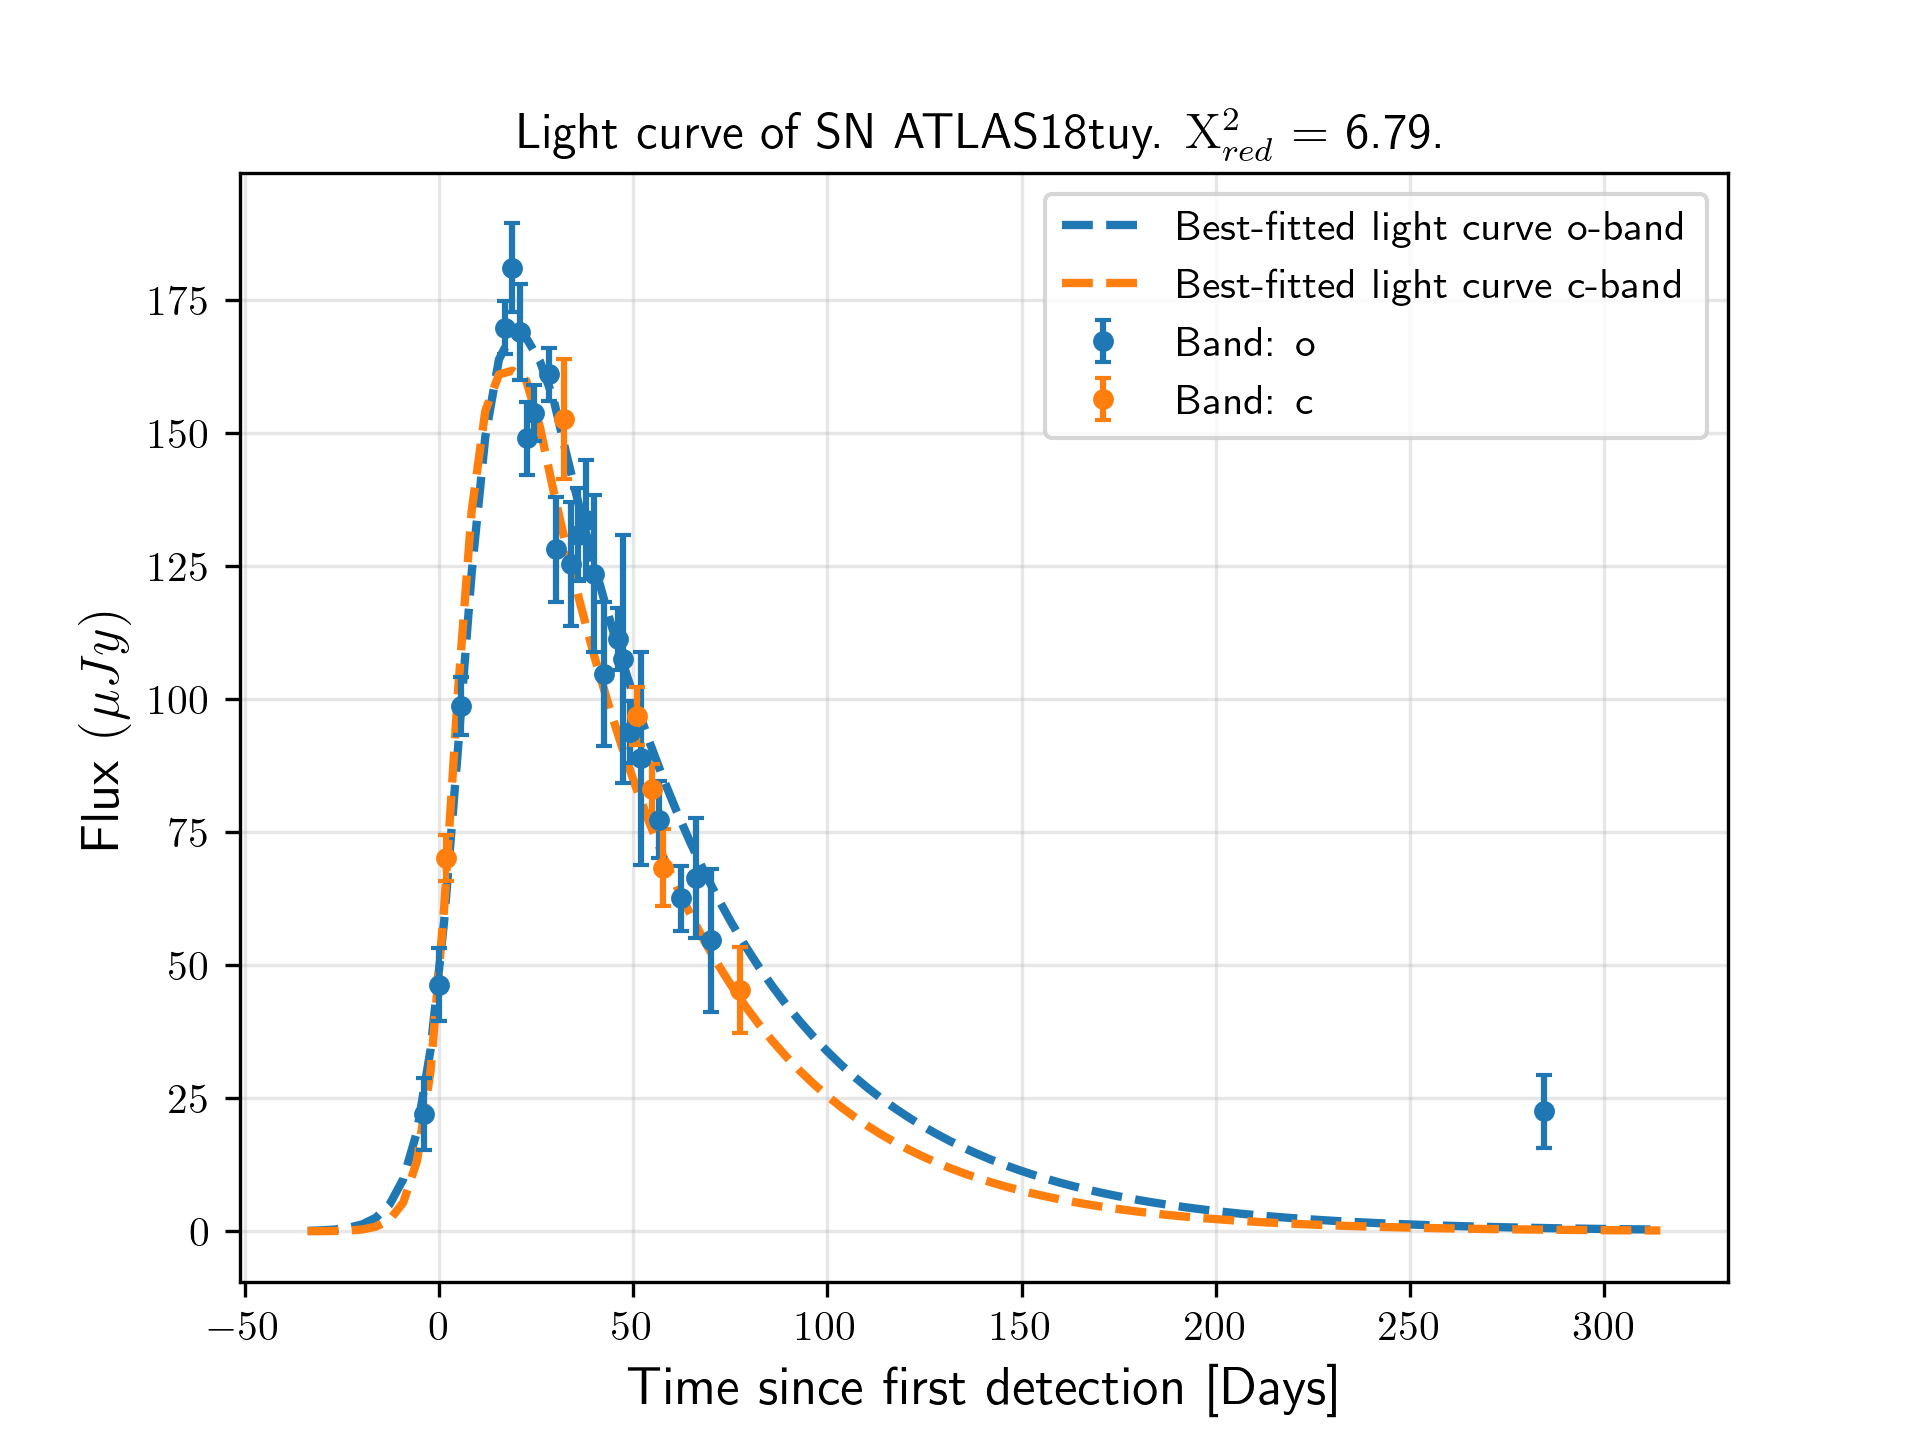 Light curve of SN ATLAS18tuy. X²_red = 6.79.
Best-fitted light curve o-band
Best-fitted light curve c-band
Band: o
Band: c
Flux (μJy)
175
150
125
100
75
50
25
0
−50 0 50 100 150 200 250 300
Time since first detection [Days]